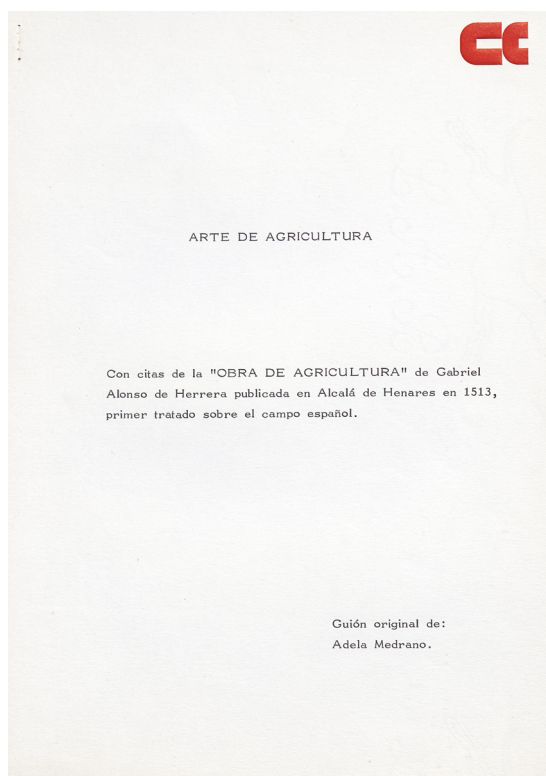 CC
ARTE DE AGRICULTURA
Con citas de la "OBRA DE AGRICULTURA" de Gabriel
Alonso de Herrera publicada en Alcalá de Henares en 1513,
primer tratado sobre el campo español.
Guión original de:
Adela Medrano.